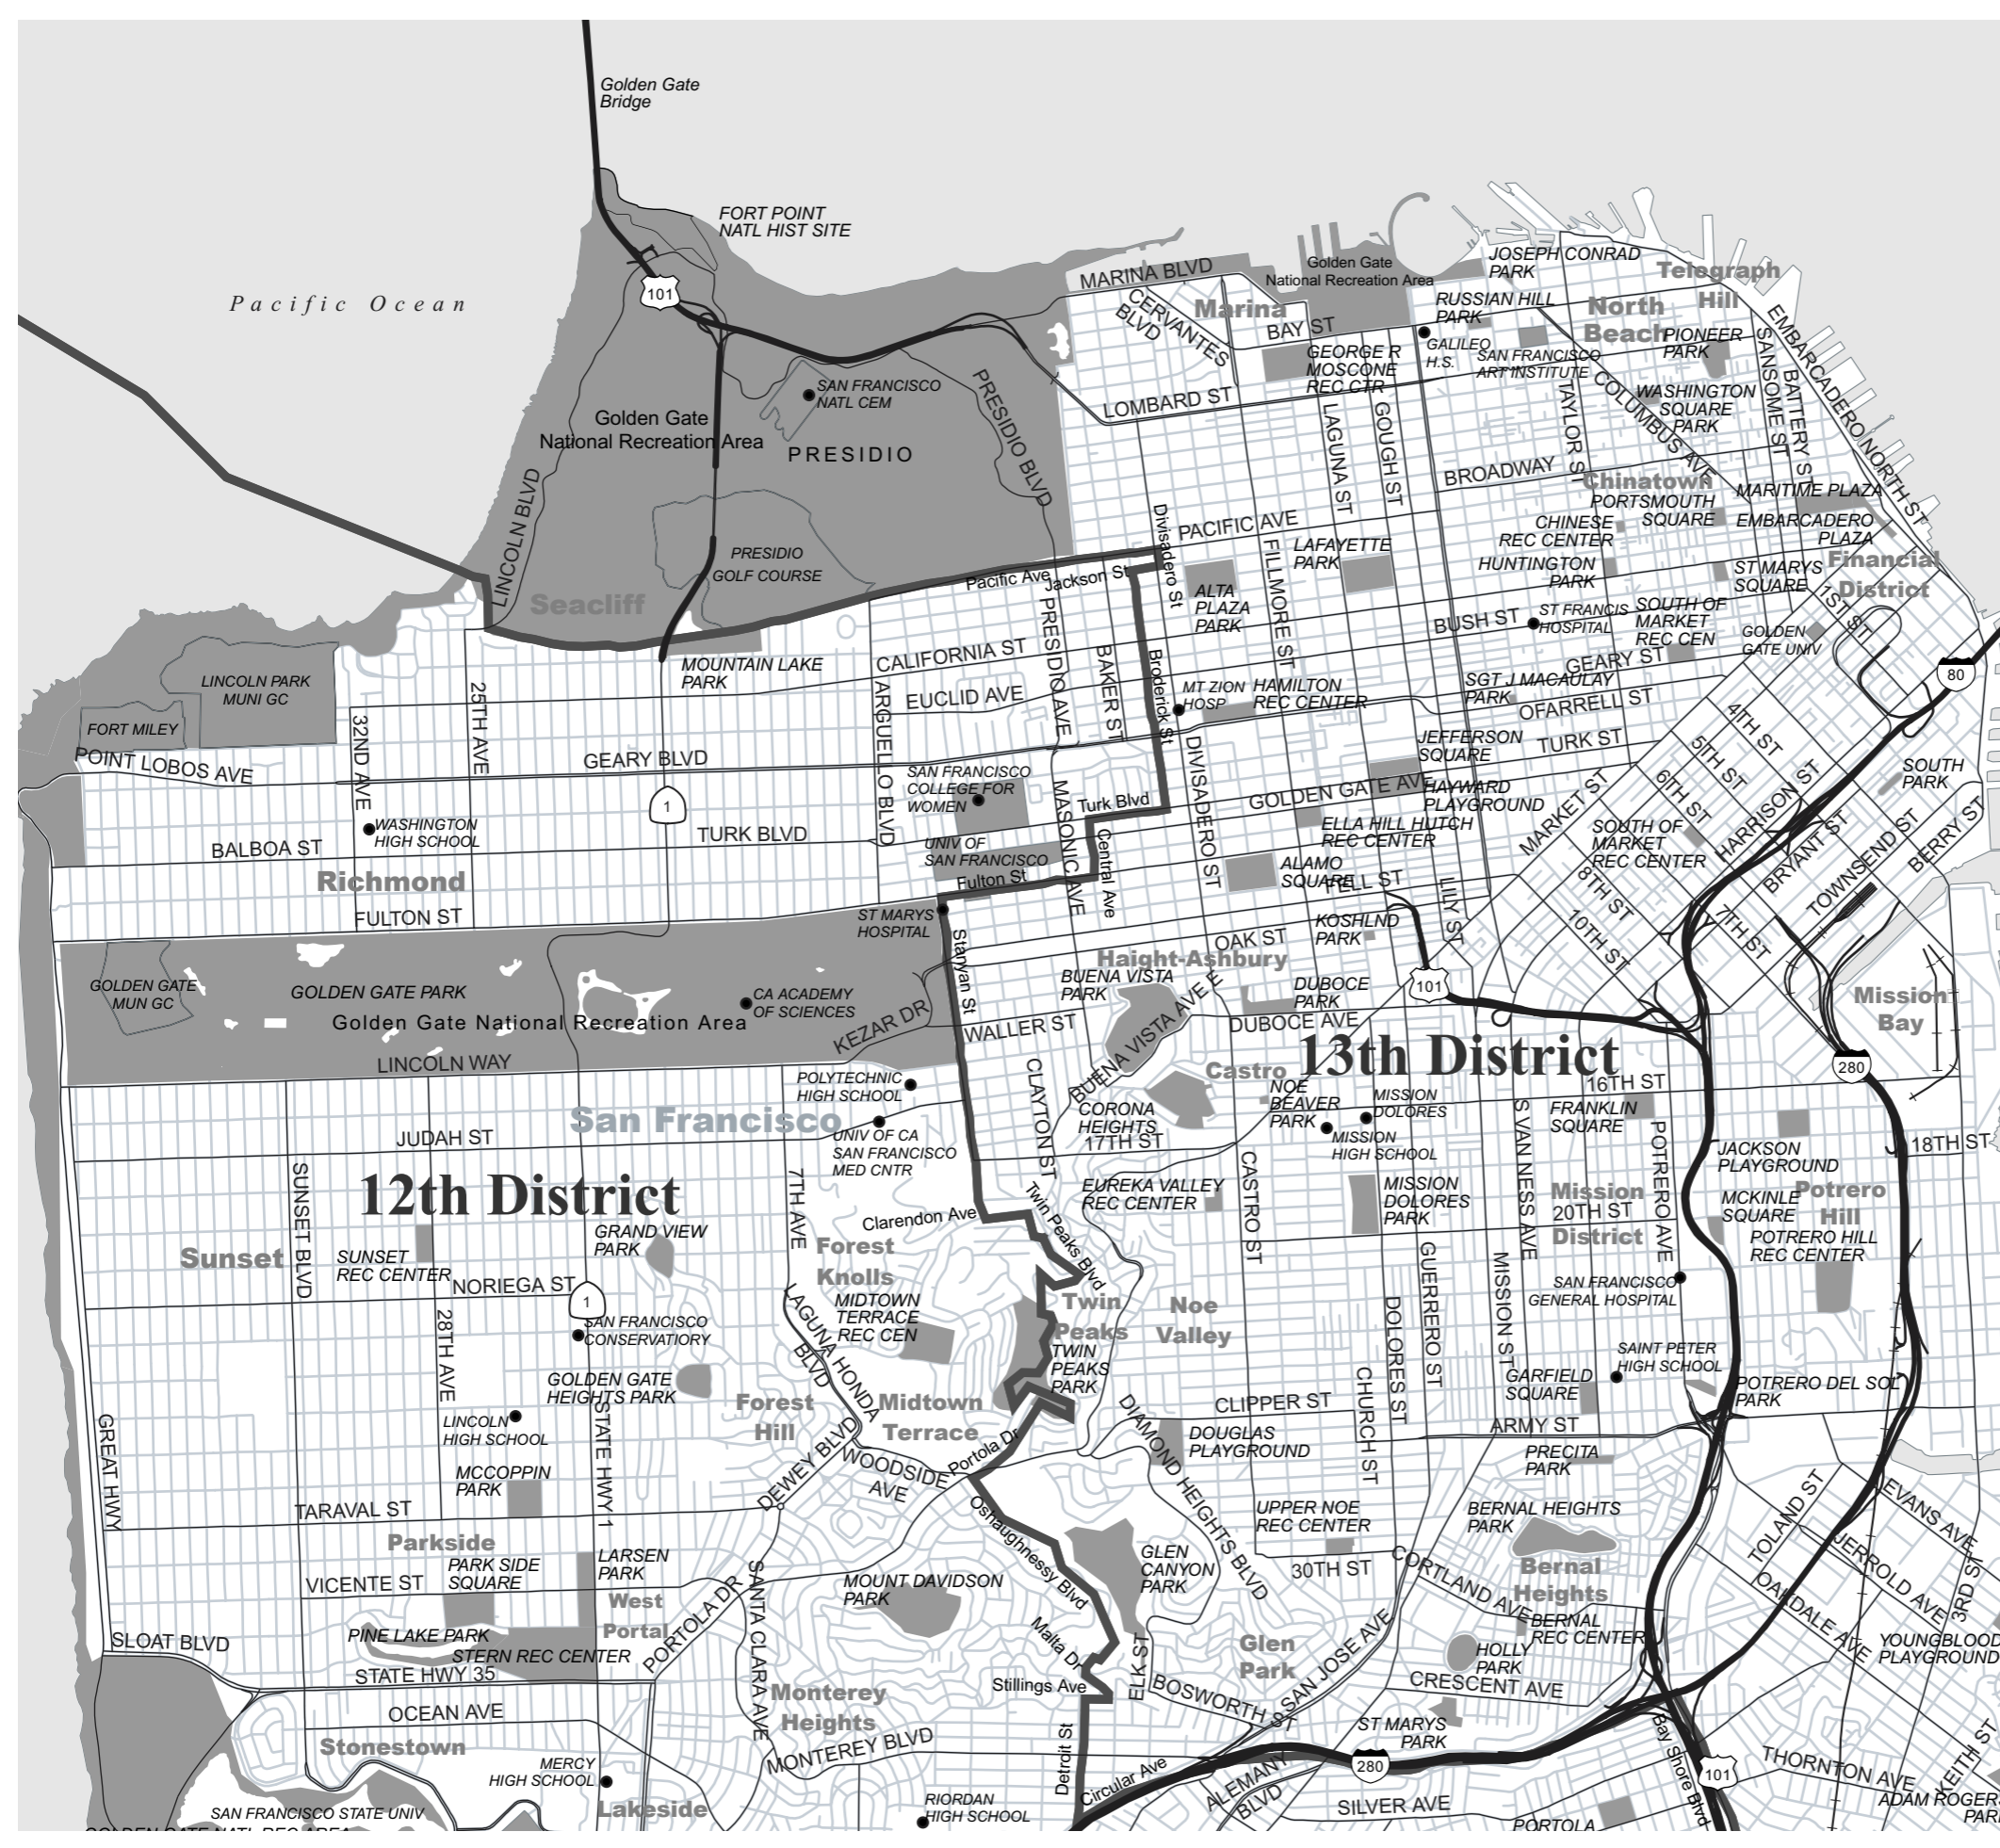 Golden Gate
Bridge
FORT POINT
NATL HIST SITE
Pacific Ocean
101
MARINA BLVD
Golden Gate
National Recreation Area
JOSEPH CONRAD
PARK
Telegraph
Hill
CERVANTES
BLVD
Marina
BAY ST
RUSSIAN HILL
PARK
North
Beach
PIONEER
PARK
EMBARCADERO NORTH ST
GEORGE R
MOSCONE
REC CTR
GALILEO
H.S.
SAN FRANCISCO
ART INSTITUTE
SANSOME ST
BATTERY ST
SAN FRANCISCO
NATL CEM
PRESIDIO BLVD
LOMBARD ST
LAGUNA ST
GOUGH ST
TAYLOR ST
COLUMBUS AVE
WASHINGTON
SQUARE
PARK
Golden Gate
National Recreation Area
PRESIDIO
LINCOLN BLVD
BROADWAY
Chinatown
PORTSMOUTH
SQUARE
MARITIME PLAZA
EMBARCADERO
PLAZA
Divisadero St
PACIFIC AVE
CHINESE
REC CENTER
PRESIDIO
GOLF COURSE
Pacific Ave
Jackson St
FILLMORE ST
LAFAYETTE
PARK
HUNTINGTON
PARK
ST MARYS
SQUARE
Financial
District
Seacliff
PRESIDIO AVE
ALTA
PLAZA
PARK
BUSH ST
ST FRANCIS
HOSPITAL
SOUTH OF
MARKET
REC CEN
GOLDEN
GATE UNIV
1ST ST
MOUNTAIN LAKE
PARK
CALIFORNIA ST
BAKER ST
Broderick St
GEARY ST
80
LINCOLN PARK
MUNI GC
25TH AVE
ARGUELLO BLVD
EUCLID AVE
MT ZION
HOSP
HAMILTON
REC CENTER
SGT J MACAULAY
PARK
OFARRELL ST
FORT MILEY
32ND AVE
4TH ST
POINT LOBOS AVE
GEARY BLVD
DIVISADERO ST
JEFFERSON
SQUARE
TURK ST
5TH ST
SAN FRANCISCO
COLLEGE FOR
WOMEN
MASONIC AVE
Turk Blvd
GOLDEN GATE AVE
HAYWARD
PLAYGROUND
MARKET ST
6TH ST
HARRISON ST
SOUTH
PARK
1
WASHINGTON
HIGH SCHOOL
BALBOA ST
TURK BLVD
UNIV OF
SAN FRANCISCO
Central Ave
ELLA HILL HUTCH
REC CENTER
SOUTH OF
MARKET
REC CENTER
BRYANT ST
TOWNSEND ST
BERRY ST
Richmond
Fulton St
ALAMO
SQUARE
FELL ST
LILY ST
8TH ST
FULTON ST
ST MARYS
HOSPITAL
KOSHLND
PARK
10TH ST
7TH ST
Stanyan St
OAK ST
Haight-Ashbury
GOLDEN GATE
MUN GC
GOLDEN GATE PARK
CA ACADEMY
OF SCIENCES
BUENA VISTA
PARK
DUBOCE
PARK
101
Mission
Bay
Golden Gate National Recreation Area
KEZAR DR
WALLER ST
BUENA VISTA AVE E
DUBOCE AVE
LINCOLN WAY
13th District
280
POLYTECHNIC
HIGH SCHOOL
CLAYTON ST
Castro
NOE
BEAVER
PARK
MISSION
DOLORES
16TH ST
San Francisco
CORONA
HEIGHTS
FRANKLIN
SQUARE
JUDAH ST
UNIV OF CA
SAN FRANCISCO
MED CNTR
17TH ST
MISSION
HIGH SCHOOL
S VAN NESS AVE
POTRERO AVE
JACKSON
PLAYGROUND
18TH ST
12th District
SUNSET BLVD
7TH AVE
EUREKA VALLEY
REC CENTER
CASTRO ST
MISSION
DOLORES
PARK
Mission
20TH ST
District
MCKINLE
SQUARE
Potrero
Hill
Clarendon Ave
Twin Peaks Blvd
Sunset
SUNSET
REC CENTER
GRAND VIEW
PARK
Forest
Knolls
POTRERO HILL
REC CENTER
NORIEGA ST
GUERRERO ST
MISSION ST
SAN FRANCISCO
GENERAL HOSPITAL
1
MIDTOWN
TERRACE
REC CEN
Twin
Peaks
Noe
Valley
28TH AVE
SAN FRANCISCO
CONSERVATIORY
LAGUNA HONDA
BLVD
TWIN
PEAKS
PARK
DOLORES ST
SAINT PETER
HIGH SCHOOL
GOLDEN GATE
HEIGHTS PARK
CHURCH ST
GARFIELD
SQUARE
POTRERO DEL SOL
PARK
GREAT HWY
LINCOLN
HIGH SCHOOL
STATE HWY 1
Forest
Hill
Midtown
Terrace
CLIPPER ST
DIAMOND HEIGHTS BLVD
DOUGLAS
PLAYGROUND
ARMY ST
MCCOPPIN
PARK
DEWEY BLVD
WOODSIDE
AVE
Portola Dr
PRECITA
PARK
TARAVAL ST
Oshaughnessy Blvd
UPPER NOE
REC CENTER
BERNAL HEIGHTS
PARK
TOLAND ST
EVANS AVE
Parkside
PARK SIDE
SQUARE
LARSEN
PARK
SANTA CLARA AVE
GLEN
CANYON
PARK
30TH ST
CORTLAND AVE
Bernal
Heights
JERROLD AVE
VICENTE ST
West
Portal
MOUNT DAVIDSON
PARK
OAKDALE AVE
3RD ST
SLOAT BLVD
PINE LAKE PARK
STERN REC CENTER
PORTOLA DR
Malta Dr
ELK ST
Glen
Park
SAN JOSE AVE
BERNAL
REC CENTER
HOLLY
PARK
YOUNGBLOOD
PLAYGROUND
STATE HWY 35
Stillings Ave
BOSWORTH ST
CRESCENT AVE
OCEAN AVE
Monterey
Heights
ST MARYS
PARK
Stonestown
MONTEREY BLVD
Detroit St
Bay Shore Blvd
MERCY
HIGH SCHOOL
Circular Ave
ALEMANY
BLVD
280
101
THORNTON AVE
KEITH ST
SAN FRANCISCO STATE UNIV
Lakeside
RIORDAN
HIGH SCHOOL
SILVER AVE
ADAM ROGERS
PAR
PORTOLA